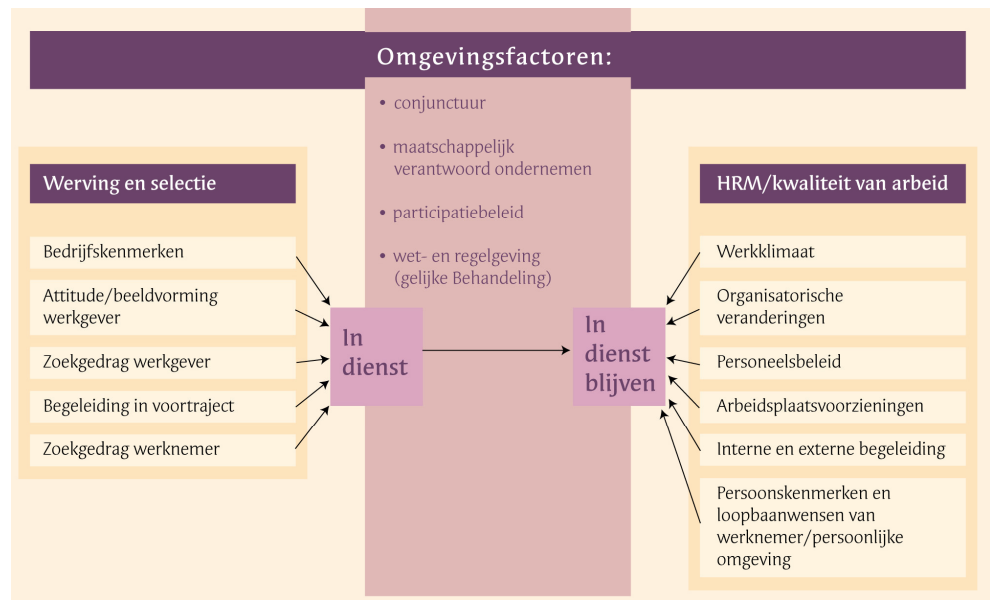 Omgevingsfactoren:
• conjunctuur
• maatschappelijk
verantwoord ondernemen
• participatiebeleid
• wet- en regelgeving
(gelijke Behandeling)
Werving en selectie
Bedrijfskenmerken
Attitude/beeldvorming
werkgever
Zoekgedrag werkgever
Begeleiding in voortraject
Zoekgedrag werknemer
In
dienst
In
dienst
blijven
HRM/kwaliteit van arbeid
Werkklimaat
Organisatorische
veranderingen
Personeelsbeleid
Arbeidsplaatsvoorzieningen
Interne en externe begeleiding
Persoonskenmerken en
loopbaanwensen van
werknemer/persoonlijke
omgeving